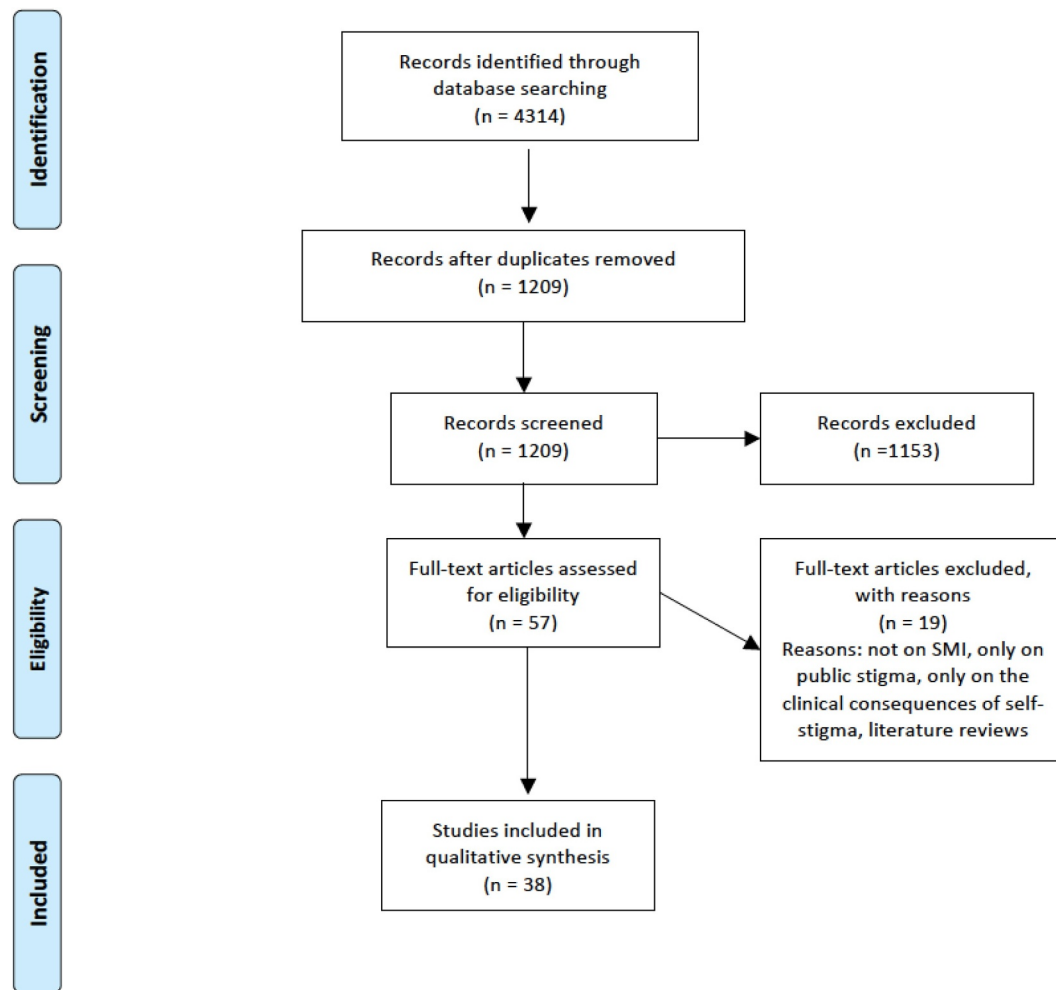 Identification
Records identified through
database searching
(n = 4314)
Records after duplicates removed
(n = 1209)
Screening
Records screened
(n = 1209)
Records excluded
(n =1153)
Eligibility
Full-text articles assessed
for eligibility
(n = 57)
Full-text articles excluded,
with reasons
(n = 19)
Reasons: not on SMI, only on
public stigma, only on the
clinical consequences of self-
stigma, literature reviews
Included
Studies included in
qualitative synthesis
(n = 38)